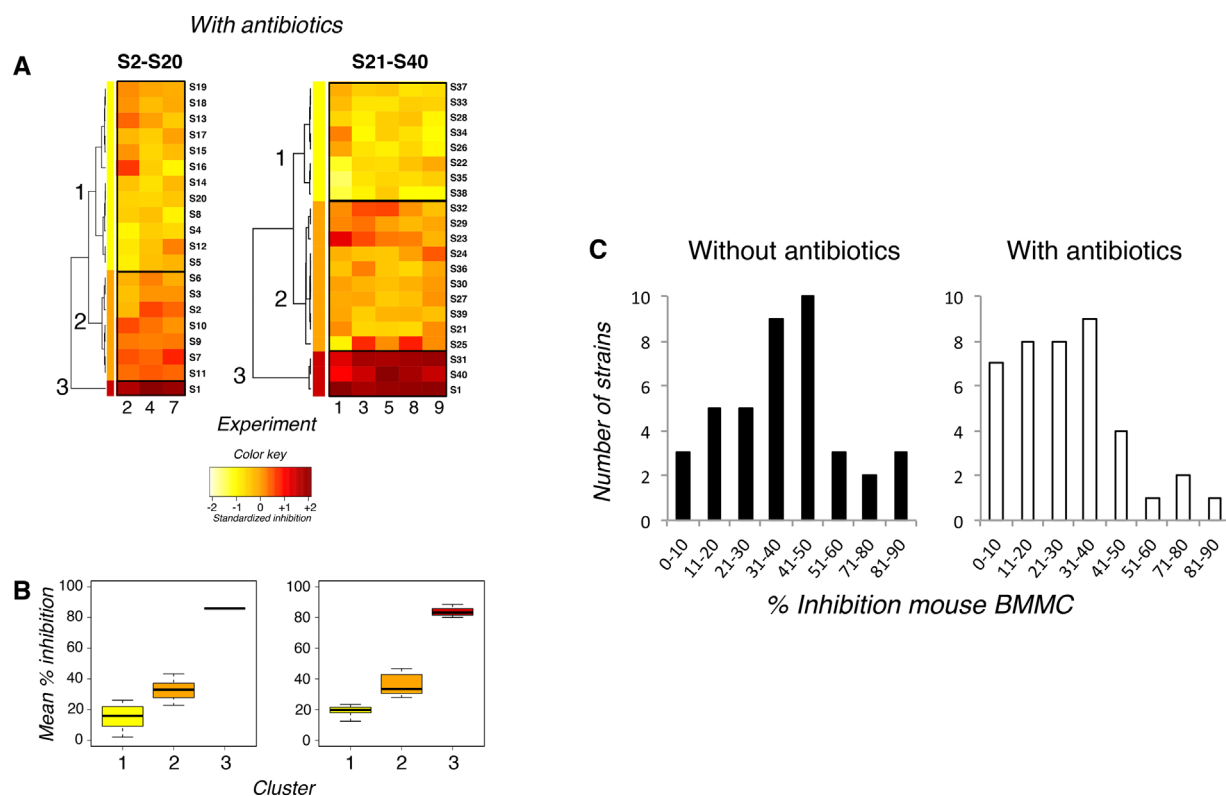 With antibiotics
A
S2-S20
S21-S40
S19
S18
S13
S17
S15
S16
S14
S20
S8
S4
S12
S5
S6
S3
S2
S10
S9
S7
S11
S1
1
2
3
2 4 7
S37
S33
S28
S34
S26
S22
S35
S38
S32
S29
S23
S24
S36
S30
S27
S39
S21
S25
S31
S40
S1
1
2
3
1 3 5 8 9
Experiment
Color key
-2 -1 0 +1 +2
Standardized inhibition
B
Mean % inhibition
100
80
60
40
20
0
1 2 3
100
80
60
40
20
0
1 2 3
Cluster
C
Without antibiotics
With antibiotics
Number of strains
10
8
6
4
2
0
0-10 11-20 21-30 31-40 41-50 51-60 71-80 81-90
10
8
6
4
2
0
0-10 11-20 21-30 31-40 41-50 51-60 71-80 81-90
% Inhibition mouse BMMC